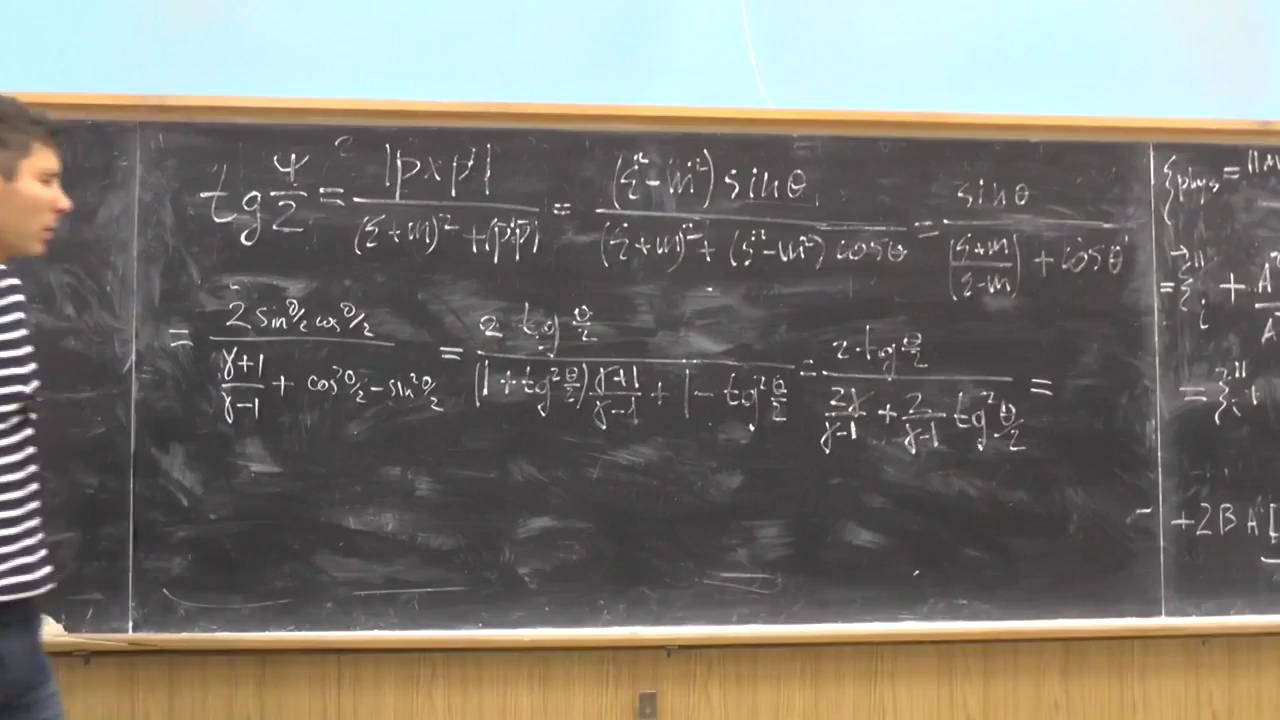 tg ψ/2 = |p×p'| / ((ε+m)² + (p'p)) = (ε²-m²) sinθ / ((ε+m)² + (ε²-m²) cosθ) = sinθ / ((ε+m)/(ε-m) + cosθ)
= 2 sin θ/2 cos θ/2 / ((γ+1)/(γ-1) + cos² θ/2 - sin² θ/2) = 2 tg θ/2 / ((1 + tg² θ/2) (γ+1)/(γ-1) + 1 - tg² θ/2) = 2·tg θ/2 / (2γ/(γ-1) + 2/(γ-1) tg² θ/2) =
ξphys =
+2B A